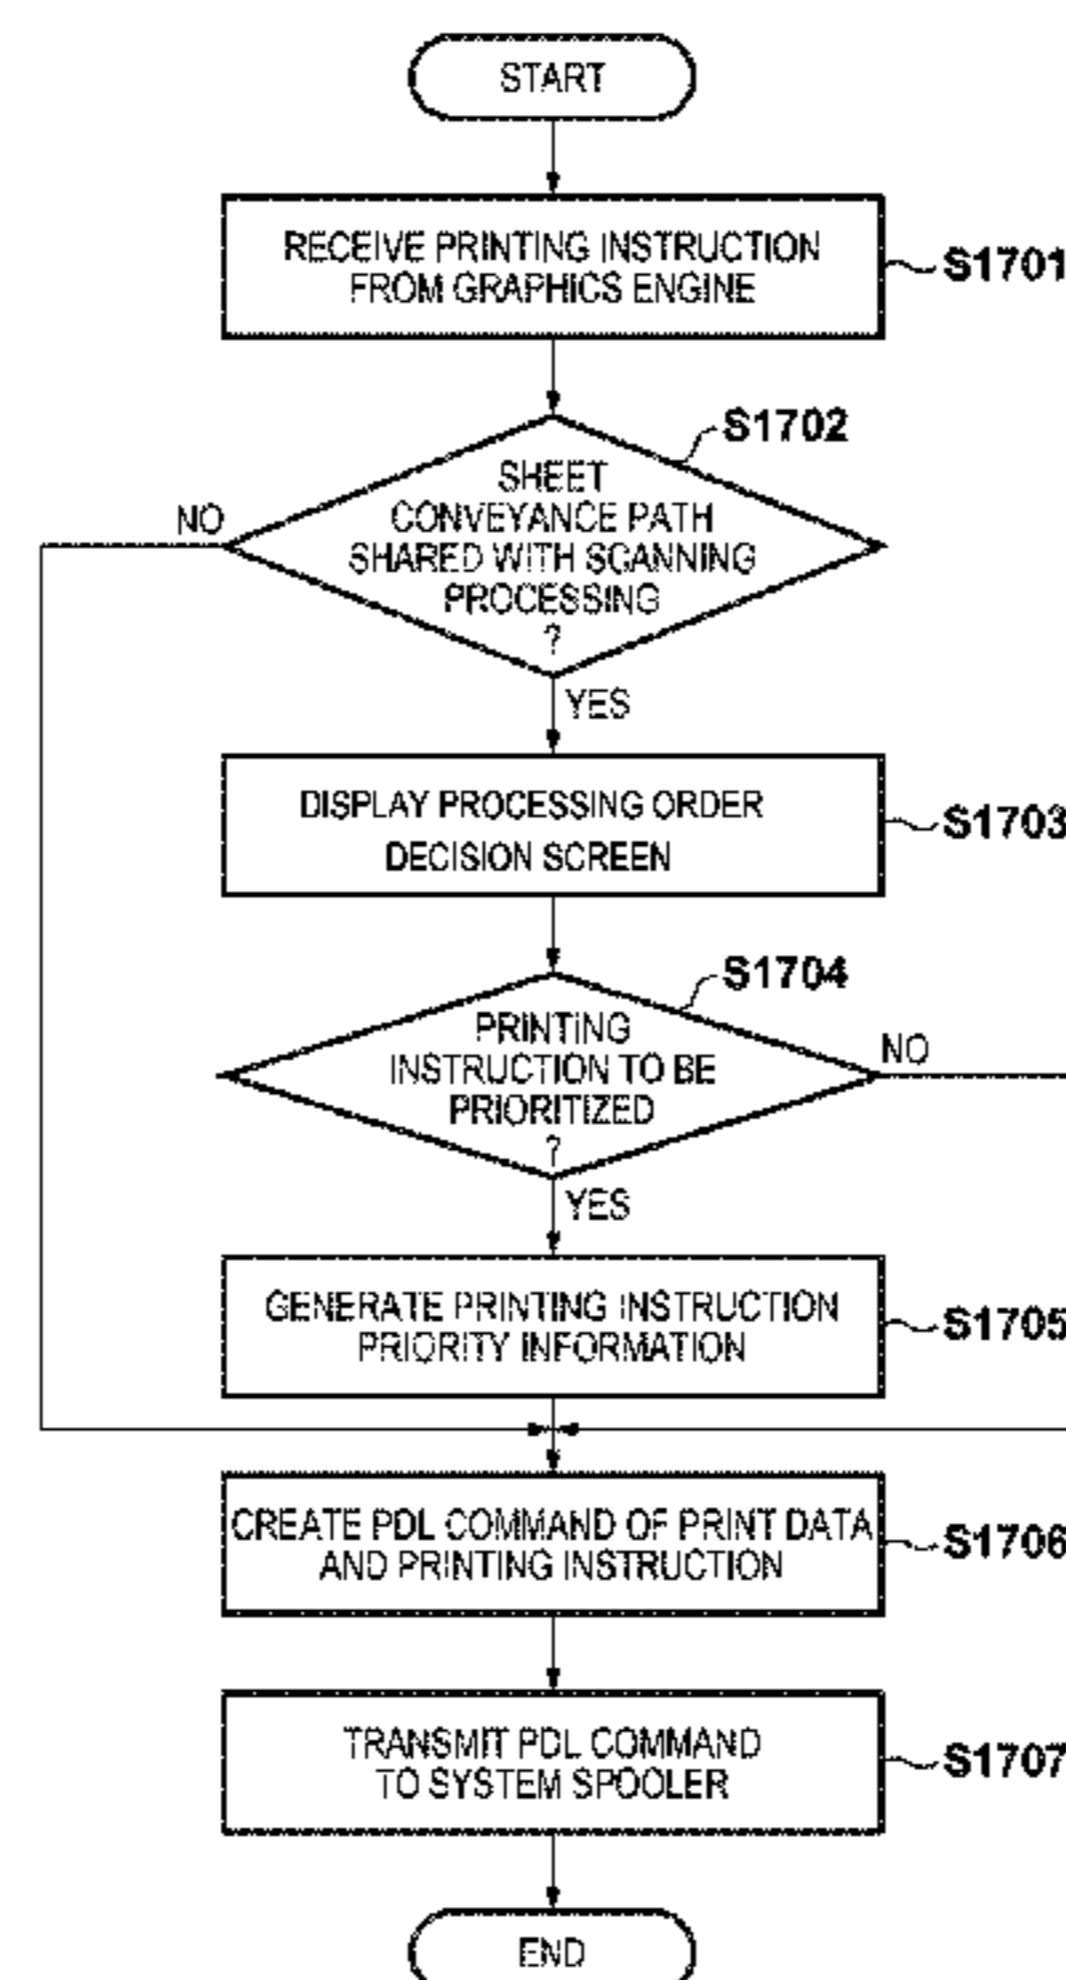 START
RECEIVE PRINTING INSTRUCTION
FROM GRAPHICS ENGINE
S1701
S1702
SHEET
CONVEYANCE PATH
SHARED WITH SCANNING
PROCESSING
?
NO
YES
DISPLAY PROCESSING ORDER
DECISION SCREEN
S1703
S1704
PRINTING
INSTRUCTION TO BE
PRIORITIZED
?
NO
YES
GENERATE PRINTING INSTRUCTION
PRIORITY INFORMATION
S1705
CREATE PDL COMMAND OF PRINT DATA
AND PRINTING INSTRUCTION
S1706
TRANSMIT PDL COMMAND
TO SYSTEM SPOOLER
S1707
END